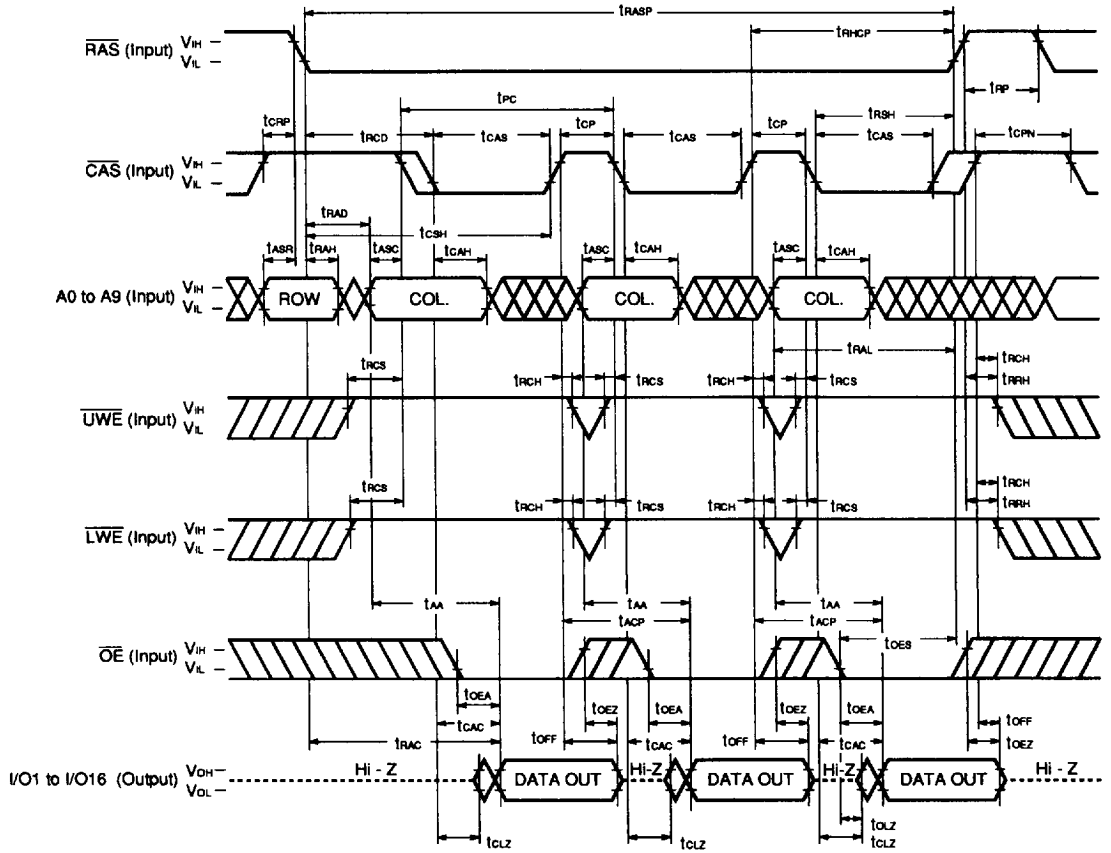 tRASP
tRHCP
RAS (Input) VIH VIL
tRP
tPC
tRSH
tCRP tRCD tCAS tCP tCAS tCP tCAS tCPN
CAS (Input) VIH VIL
tRAD
tCSH
tASR tRAH tASC tCAH tASC tCAH tASC tCAH
A0 to A9 (Input) VIH VIL ROW COL. COL. COL.
tRAL
tRCH
tRCS tRCH tRCS tRCH tRCS tRRH
UWE (Input) VIH VIL
tRCH
tRCS tRCH tRCS tRCH tRCS tRRH
LWE (Input) VIH VIL
tAA tAA tAA
tACP tACP
OE (Input) VIH VIL tOES
tOEA tOEZ tOEA tOEZ tOEA tOFF
tCAC tOFF tCAC tOFF tCAC tOEZ
tRAC
I/O1 to I/O16 (Output) VOH VOL Hi - Z DATA OUT Hi-Z DATA OUT Hi-Z DATA OUT Hi - Z
tOLZ
tCLZ tCLZ tCLZ